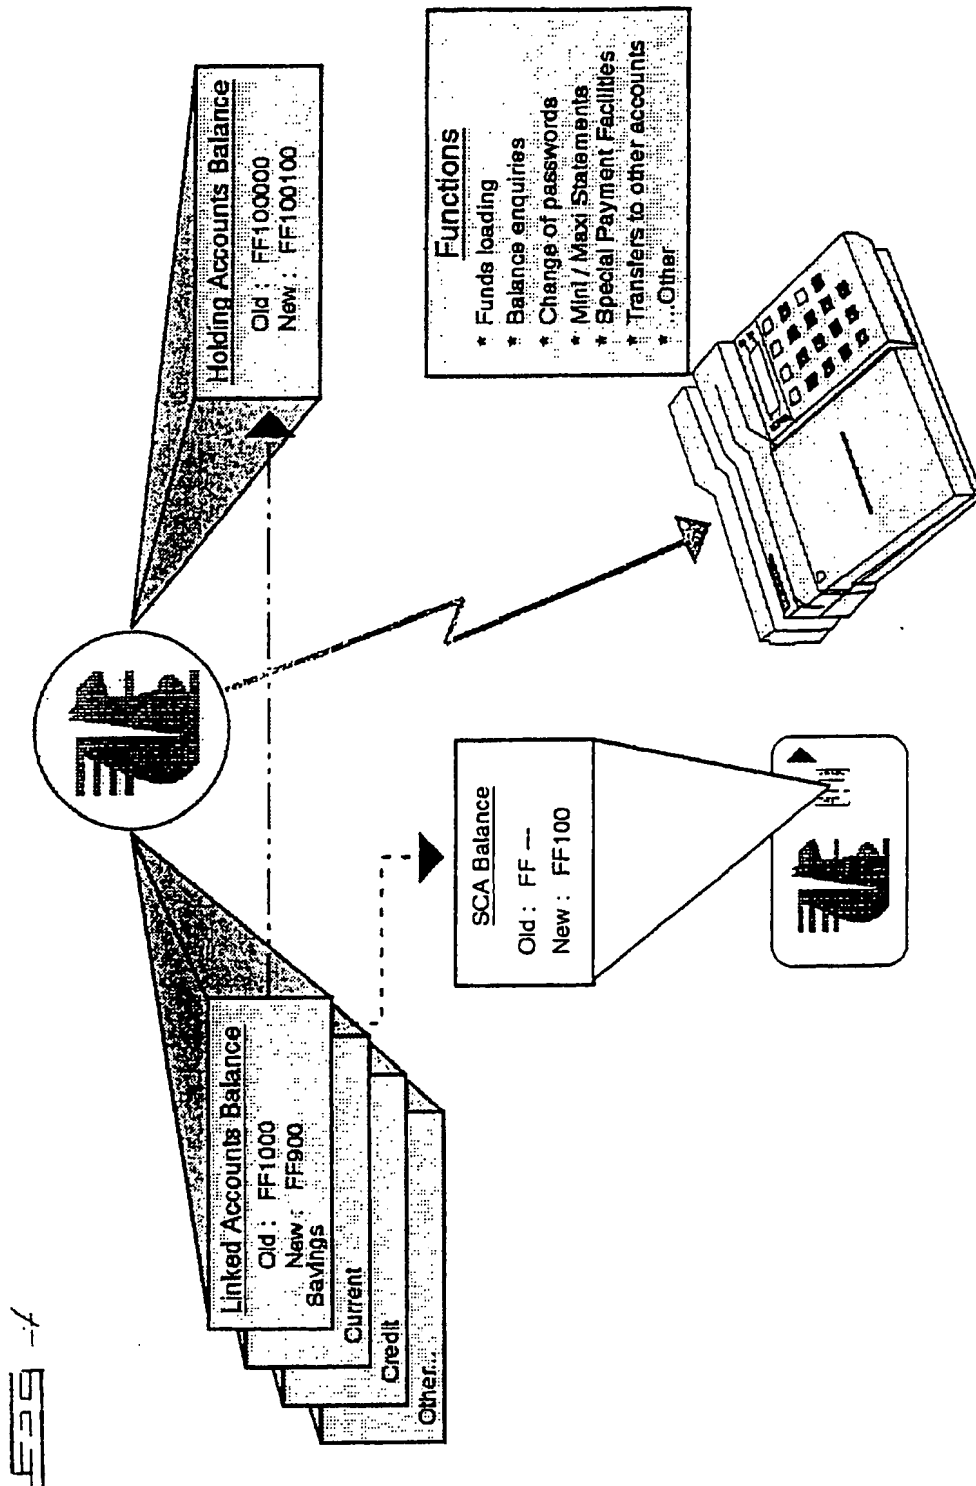 Linked Accounts Balance
Old : FF1000
New : FF900
Savings
Current
Credit
Other...
Holding Accounts Balance
Old : FF100000
New : FF100100
SCA Balance
Old : FF ---
New : FF100
Functions
* Funds loading
* Balance enquiries
* Change of passwords
* Mini / Maxi Statements
* Special Payment Facilities
* Transfers to other accounts
* ...Other